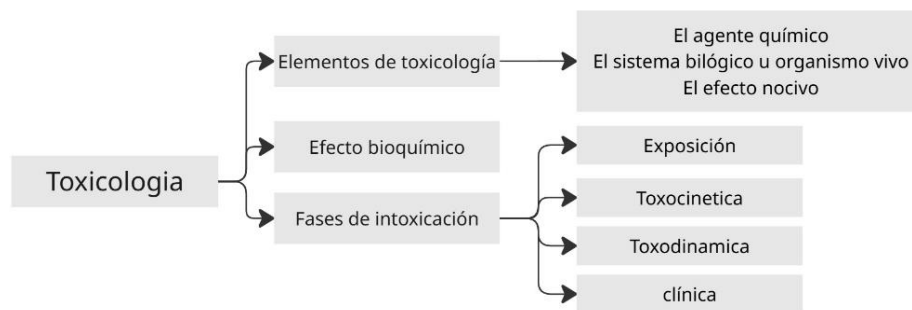 Toxicologia
Elementos de toxicología
El agente químico
El sistema bilógico u organismo vivo
El efecto nocivo
Efecto bioquímico
Fases de intoxicación
Exposición
Toxocinetica
Toxodinamica
clínica